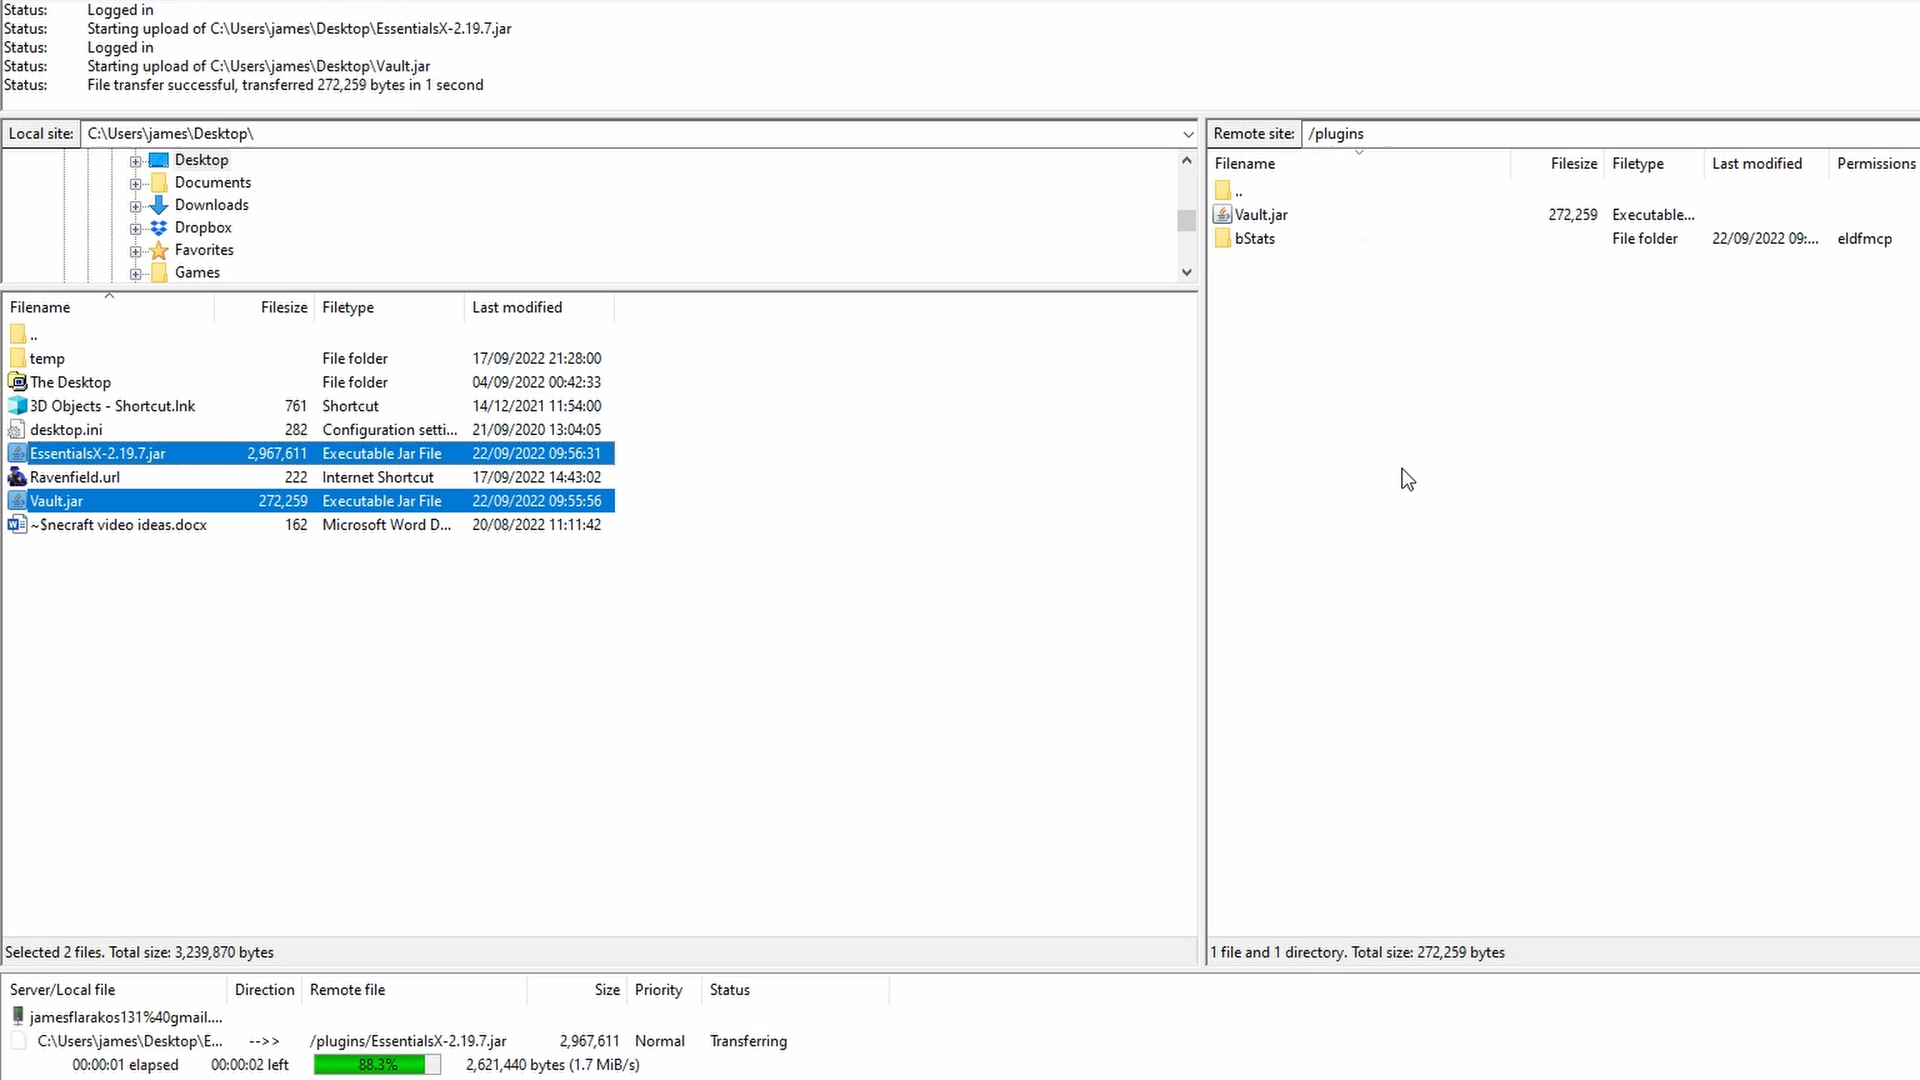 Status: Logged in
Status: Starting upload of C:\Users\james\Desktop\EssentialsX-2.19.7.jar
Status: Logged in
Status: Starting upload of C:\Users\james\Desktop\Vault.jar
Status: File transfer successful, transferred 272,259 bytes in 1 second
Local site: C:\Users\james\Desktop\
Desktop
Documents
Downloads
Dropbox
Favorites
Games
Filename Filesize Filetype Last modified
..
temp File folder 17/09/2022 21:28:00
The Desktop File folder 04/09/2022 00:42:33
3D Objects - Shortcut.lnk 761 Shortcut 14/12/2021 11:54:00
desktop.ini 282 Configuration setti... 21/09/2020 13:04:05
EssentialsX-2.19.7.jar 2,967,611 Executable Jar File 22/09/2022 09:56:31
Ravenfield.url 222 Internet Shortcut 17/09/2022 14:43:02
Vault.jar 272,259 Executable Jar File 22/09/2022 09:55:56
~$necraft video ideas.docx 162 Microsoft Word D... 20/08/2022 11:11:42
Selected 2 files. Total size: 3,239,870 bytes
Remote site: /plugins
Filename Filesize Filetype Last modified Permissions
..
Vault.jar 272,259 Executable...
bStats File folder 22/09/2022 09:... eldfmcp
1 file and 1 directory. Total size: 272,259 bytes
Server/Local file Direction Remote file Size Priority Status
jamesflarakos131%40gmail....
C:\Users\james\Desktop\E... -->> /plugins/EssentialsX-2.19.7.jar 2,967,611 Normal Transferring
00:00:01 elapsed 00:00:02 left 88.3% 2,621,440 bytes (1.7 MiB/s)